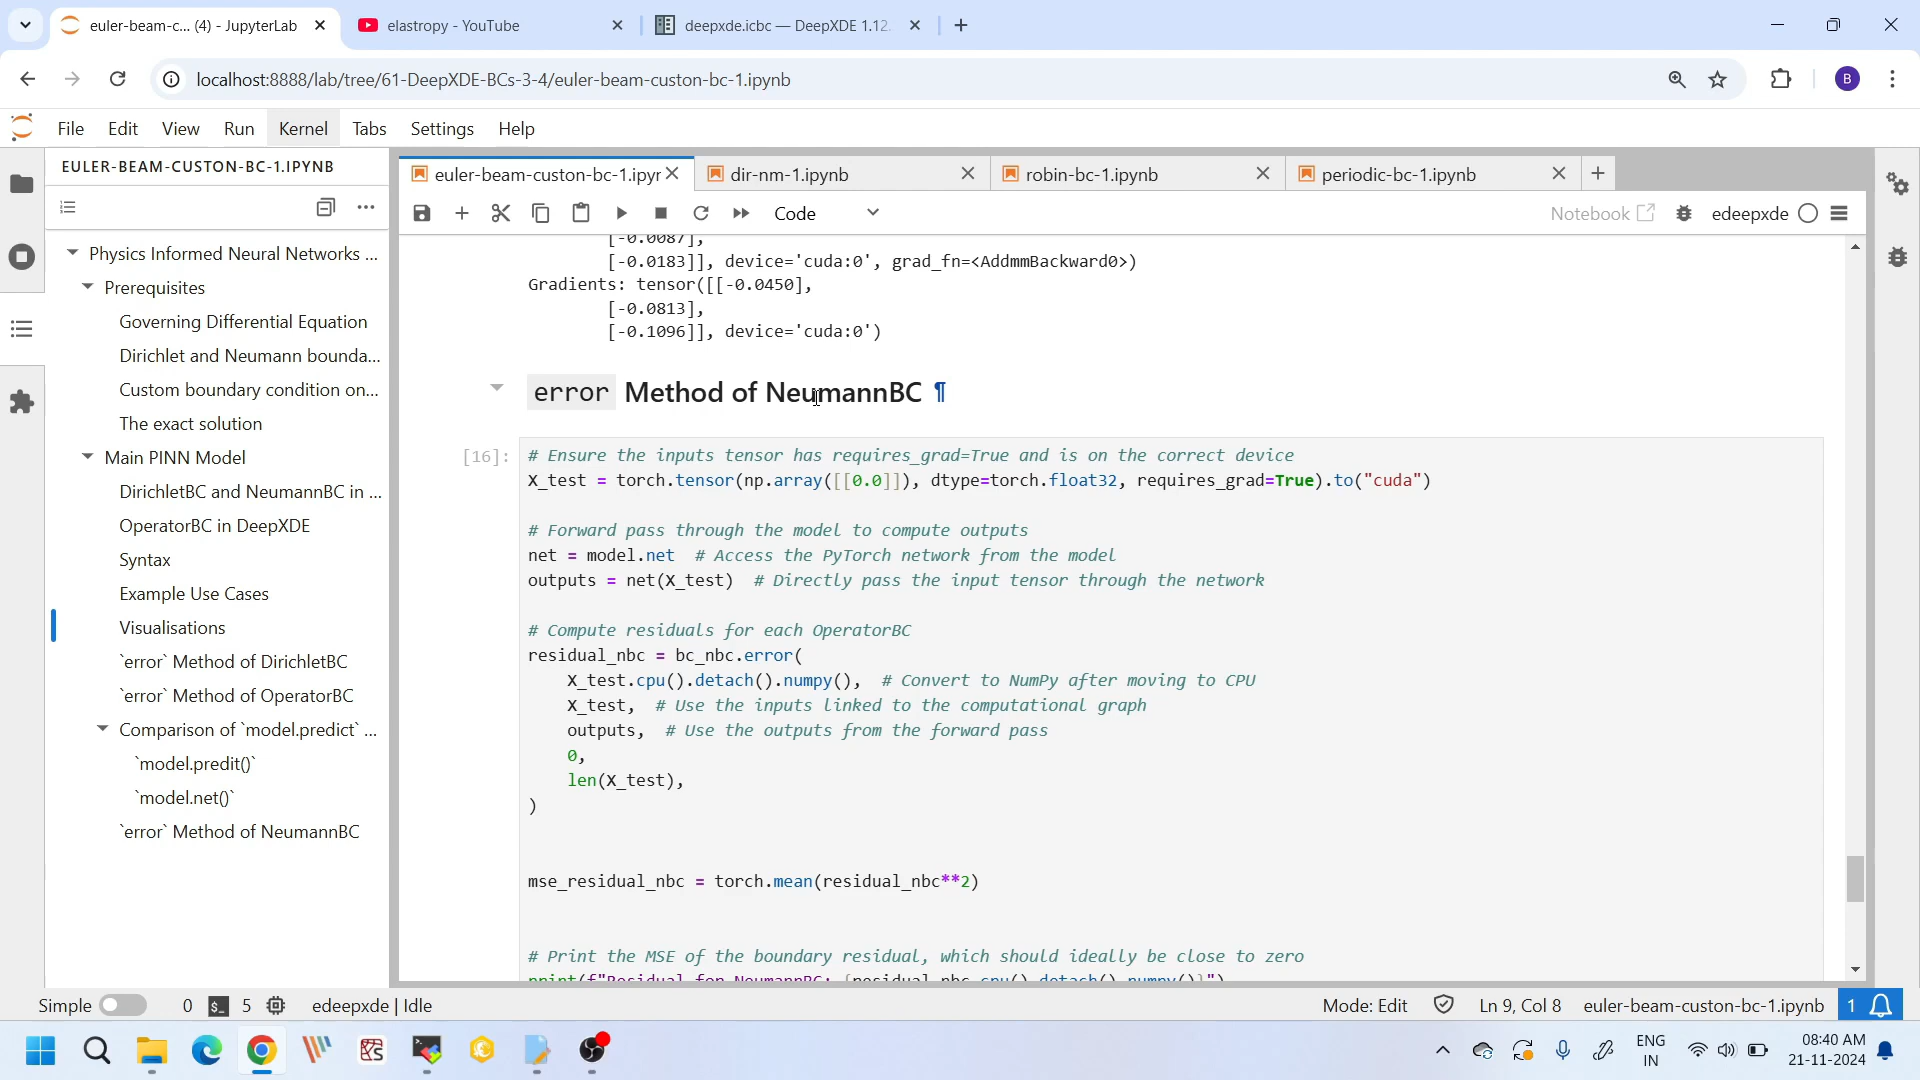 euler-beam-c... (4) - JupyterLab
elastropy - YouTube
deepxde.icbc — DeepXDE 1.12.
localhost:8888/lab/tree/61-DeepXDE-BCs-3-4/euler-beam-custon-bc-1.ipynb
B
File Edit View Run Kernel Tabs Settings Help
EULER-BEAM-CUSTON-BC-1.IPYNB
euler-beam-custon-bc-1.ipyr
dir-nm-1.ipynb
robin-bc-1.ipynb
periodic-bc-1.ipynb
Code
Notebook
edeepxde
Physics Informed Neural Networks ...
Prerequisites
Governing Differential Equation
Dirichlet and Neumann bounda...
Custom boundary condition on...
The exact solution
Main PINN Model
DirichletBC and NeumannBC in ...
OperatorBC in DeepXDE
Syntax
Example Use Cases
Visualisations
`error` Method of DirichletBC
`error` Method of OperatorBC
Comparison of `model.predict` ...
`model.predit()`
`model.net()`
`error` Method of NeumannBC
[-0.0087],
[-0.0183]], device='cuda:0', grad_fn=<AddmmBackward0>)
Gradients: tensor([[-0.0450],
[-0.0813],
[-0.1096]], device='cuda:0')
error Method of NeumannBC ¶
[16]:
# Ensure the inputs tensor has requires_grad=True and is on the correct device
X_test = torch.tensor(np.array([[0.0]]), dtype=torch.float32, requires_grad=True).to("cuda")
# Forward pass through the model to compute outputs
net = model.net # Access the PyTorch network from the model
outputs = net(X_test) # Directly pass the input tensor through the network
# Compute residuals for each OperatorBC
residual_nbc = bc_nbc.error(
X_test.cpu().detach().numpy(), # Convert to NumPy after moving to CPU
X_test, # Use the inputs linked to the computational graph
outputs, # Use the outputs from the forward pass
0,
len(X_test),
)
mse_residual_nbc = torch.mean(residual_nbc**2)
# Print the MSE of the boundary residual, which should ideally be close to zero
print(f"Residual for NeumannBC: {residual_nbc.cpu().detach().numpy()}")
Simple
0
5
edeepxde | Idle
Mode: Edit
Ln 9, Col 8
euler-beam-custon-bc-1.ipynb
1
ENG
IN
08:40 AM
21-11-2024